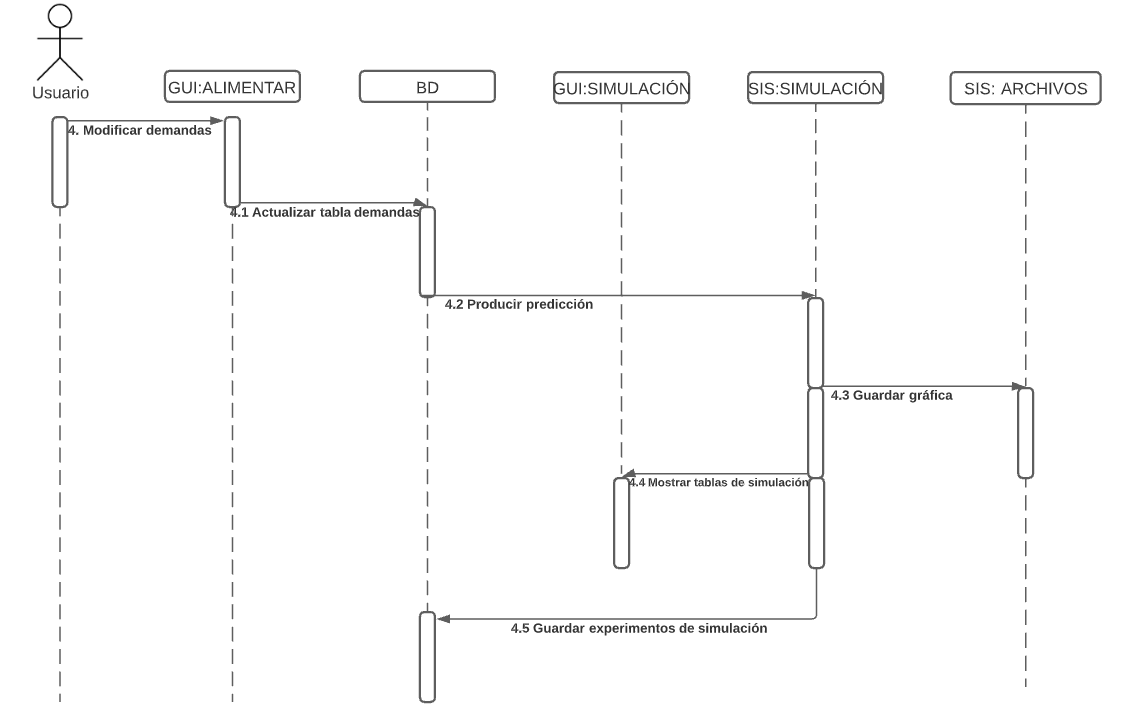 Usuario
GUI:ALIMENTAR
BD
GUI:SIMULACIÓN
SIS:SIMULACIÓN
SIS: ARCHIVOS
4. Modificar demandas
4.1 Actualizar tabla demandas
4.2 Producir predicción
4.3 Guardar gráfica
4.4 Mostrar tablas de simulación
4.5 Guardar experimentos de simulación